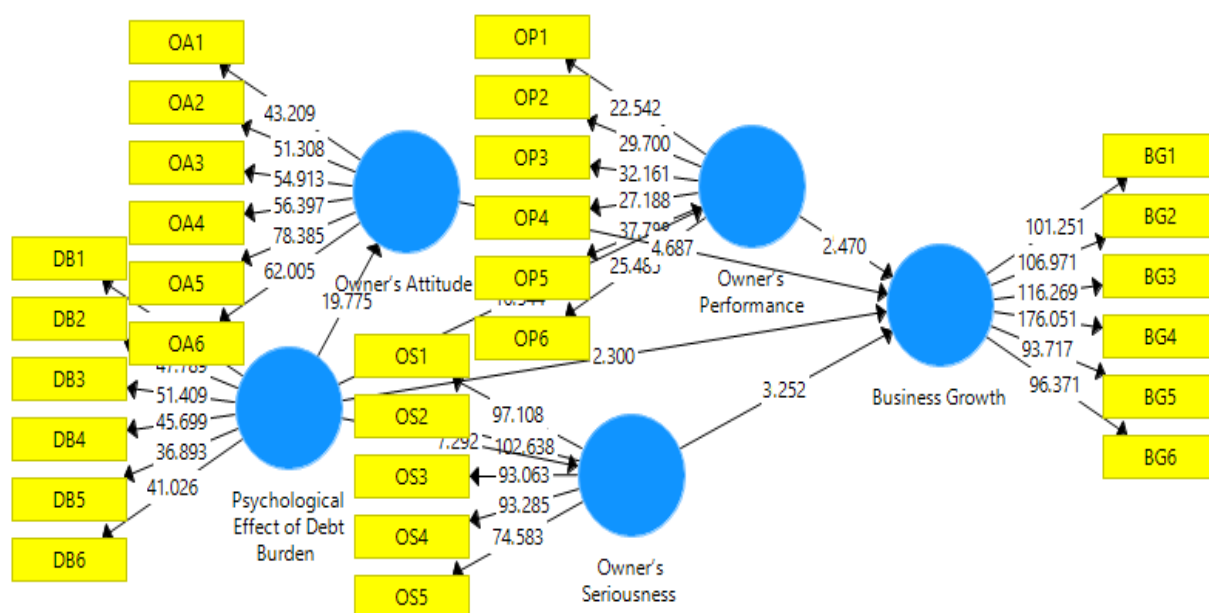 OA1
OA2
OA3
OA4
OA5
OA6
43.209
51.308
54.913
56.397
78.385
62.005
Owner's Attitude
OP1
OP2
OP3
OP4
OP5
OP6
22.542
29.700
32.161
27.188
4.687
Owner's
Performance
2.470
BG1
BG2
BG3
BG4
BG5
BG6
101.251
106.971
116.269
176.051
93.717
96.371
Business Growth
DB1
DB2
DB3
DB4
DB5
DB6
51.409
45.699
36.893
41.026
Psychological
Effect of Debt
Burden
19.775
2.300
7.292
3.252
OS1
OS2
OS3
OS4
OS5
97.108
102.638
93.063
93.285
74.583
Owner's
Seriousness